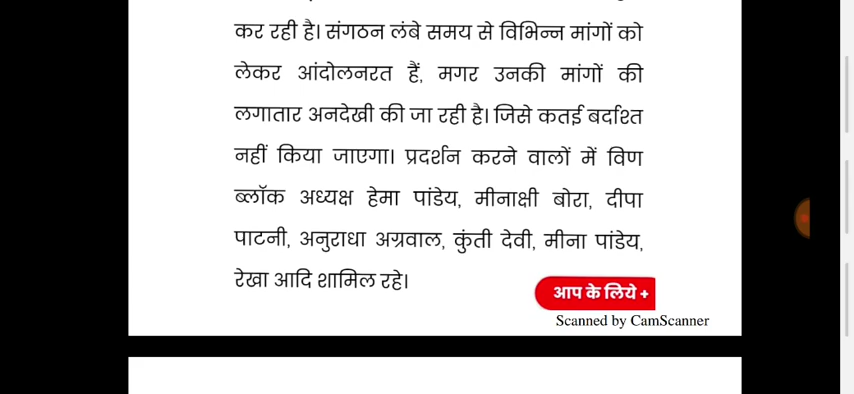 कर रही है। संगठन लंबे समय से विभिन्न मांगों को
लेकर आंदोलनरत हैं, मगर उनकी मांगों की
लगातार अनदेखी की जा रही है। जिसे कतई बर्दाश्त
नहीं किया जाएगा। प्रदर्शन करने वालों में विण
ब्लॉक अध्यक्ष हेमा पांडेय, मीनाक्षी बोरा, दीपा
पाटनी, अनुराधा अग्रवाल, कुंती देवी, मीना पांडेय,
रेखा आदि शामिल रहे।
आप के लिये +
Scanned by CamScanner